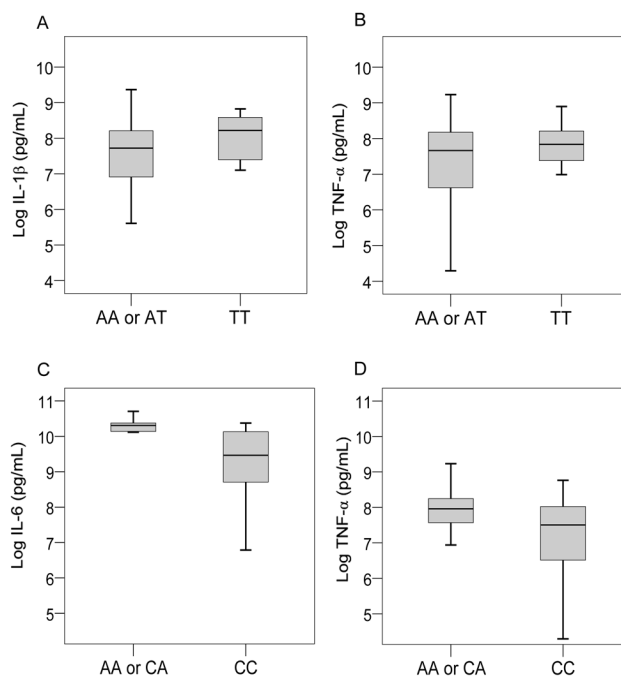 A
Log IL-1β (pg/mL)
10
9
8
7
6
5
4
AA or AT TT
B
Log TNF-α (pg/mL)
10
9
8
7
6
5
4
AA or AT TT
C
Log IL-6 (pg/mL)
11
10
9
8
7
6
5
AA or CA CC
D
Log TNF-α (pg/mL)
11
10
9
8
7
6
5
AA or CA CC